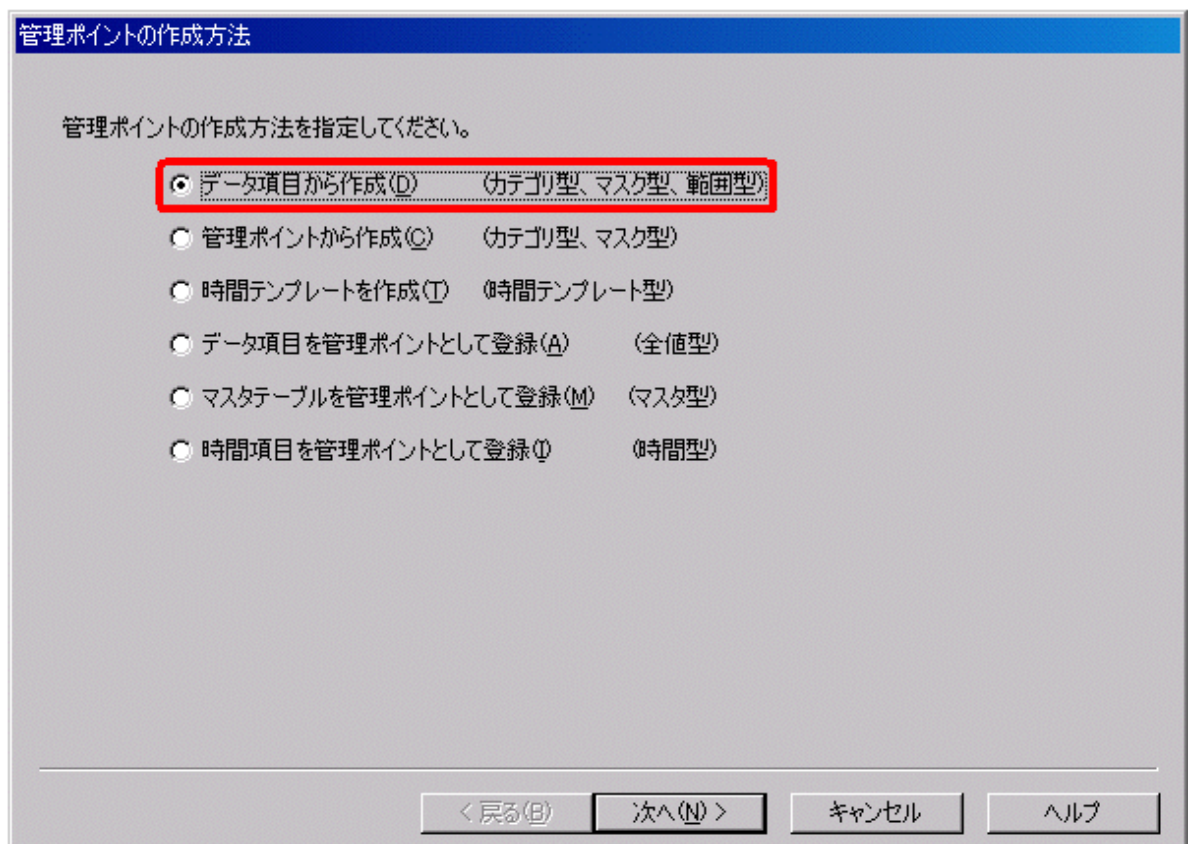 管理ポイントの作成方法
管理ポイントの作成方法を指定してください。
データ項目から作成(D) (カテゴリ型、マスク型、範囲型)
管理ポイントから作成(C) (カテゴリ型、マスク型)
時間テンプレートを作成(T) (時間テンプレート型)
データ項目を管理ポイントとして登録(A) (全値型)
マスタテーブルを管理ポイントとして登録(M) (マスタ型)
時間項目を管理ポイントとして登録(I) (時間型)
< 戻る(B) 次へ(N) > キャンセル ヘルプ